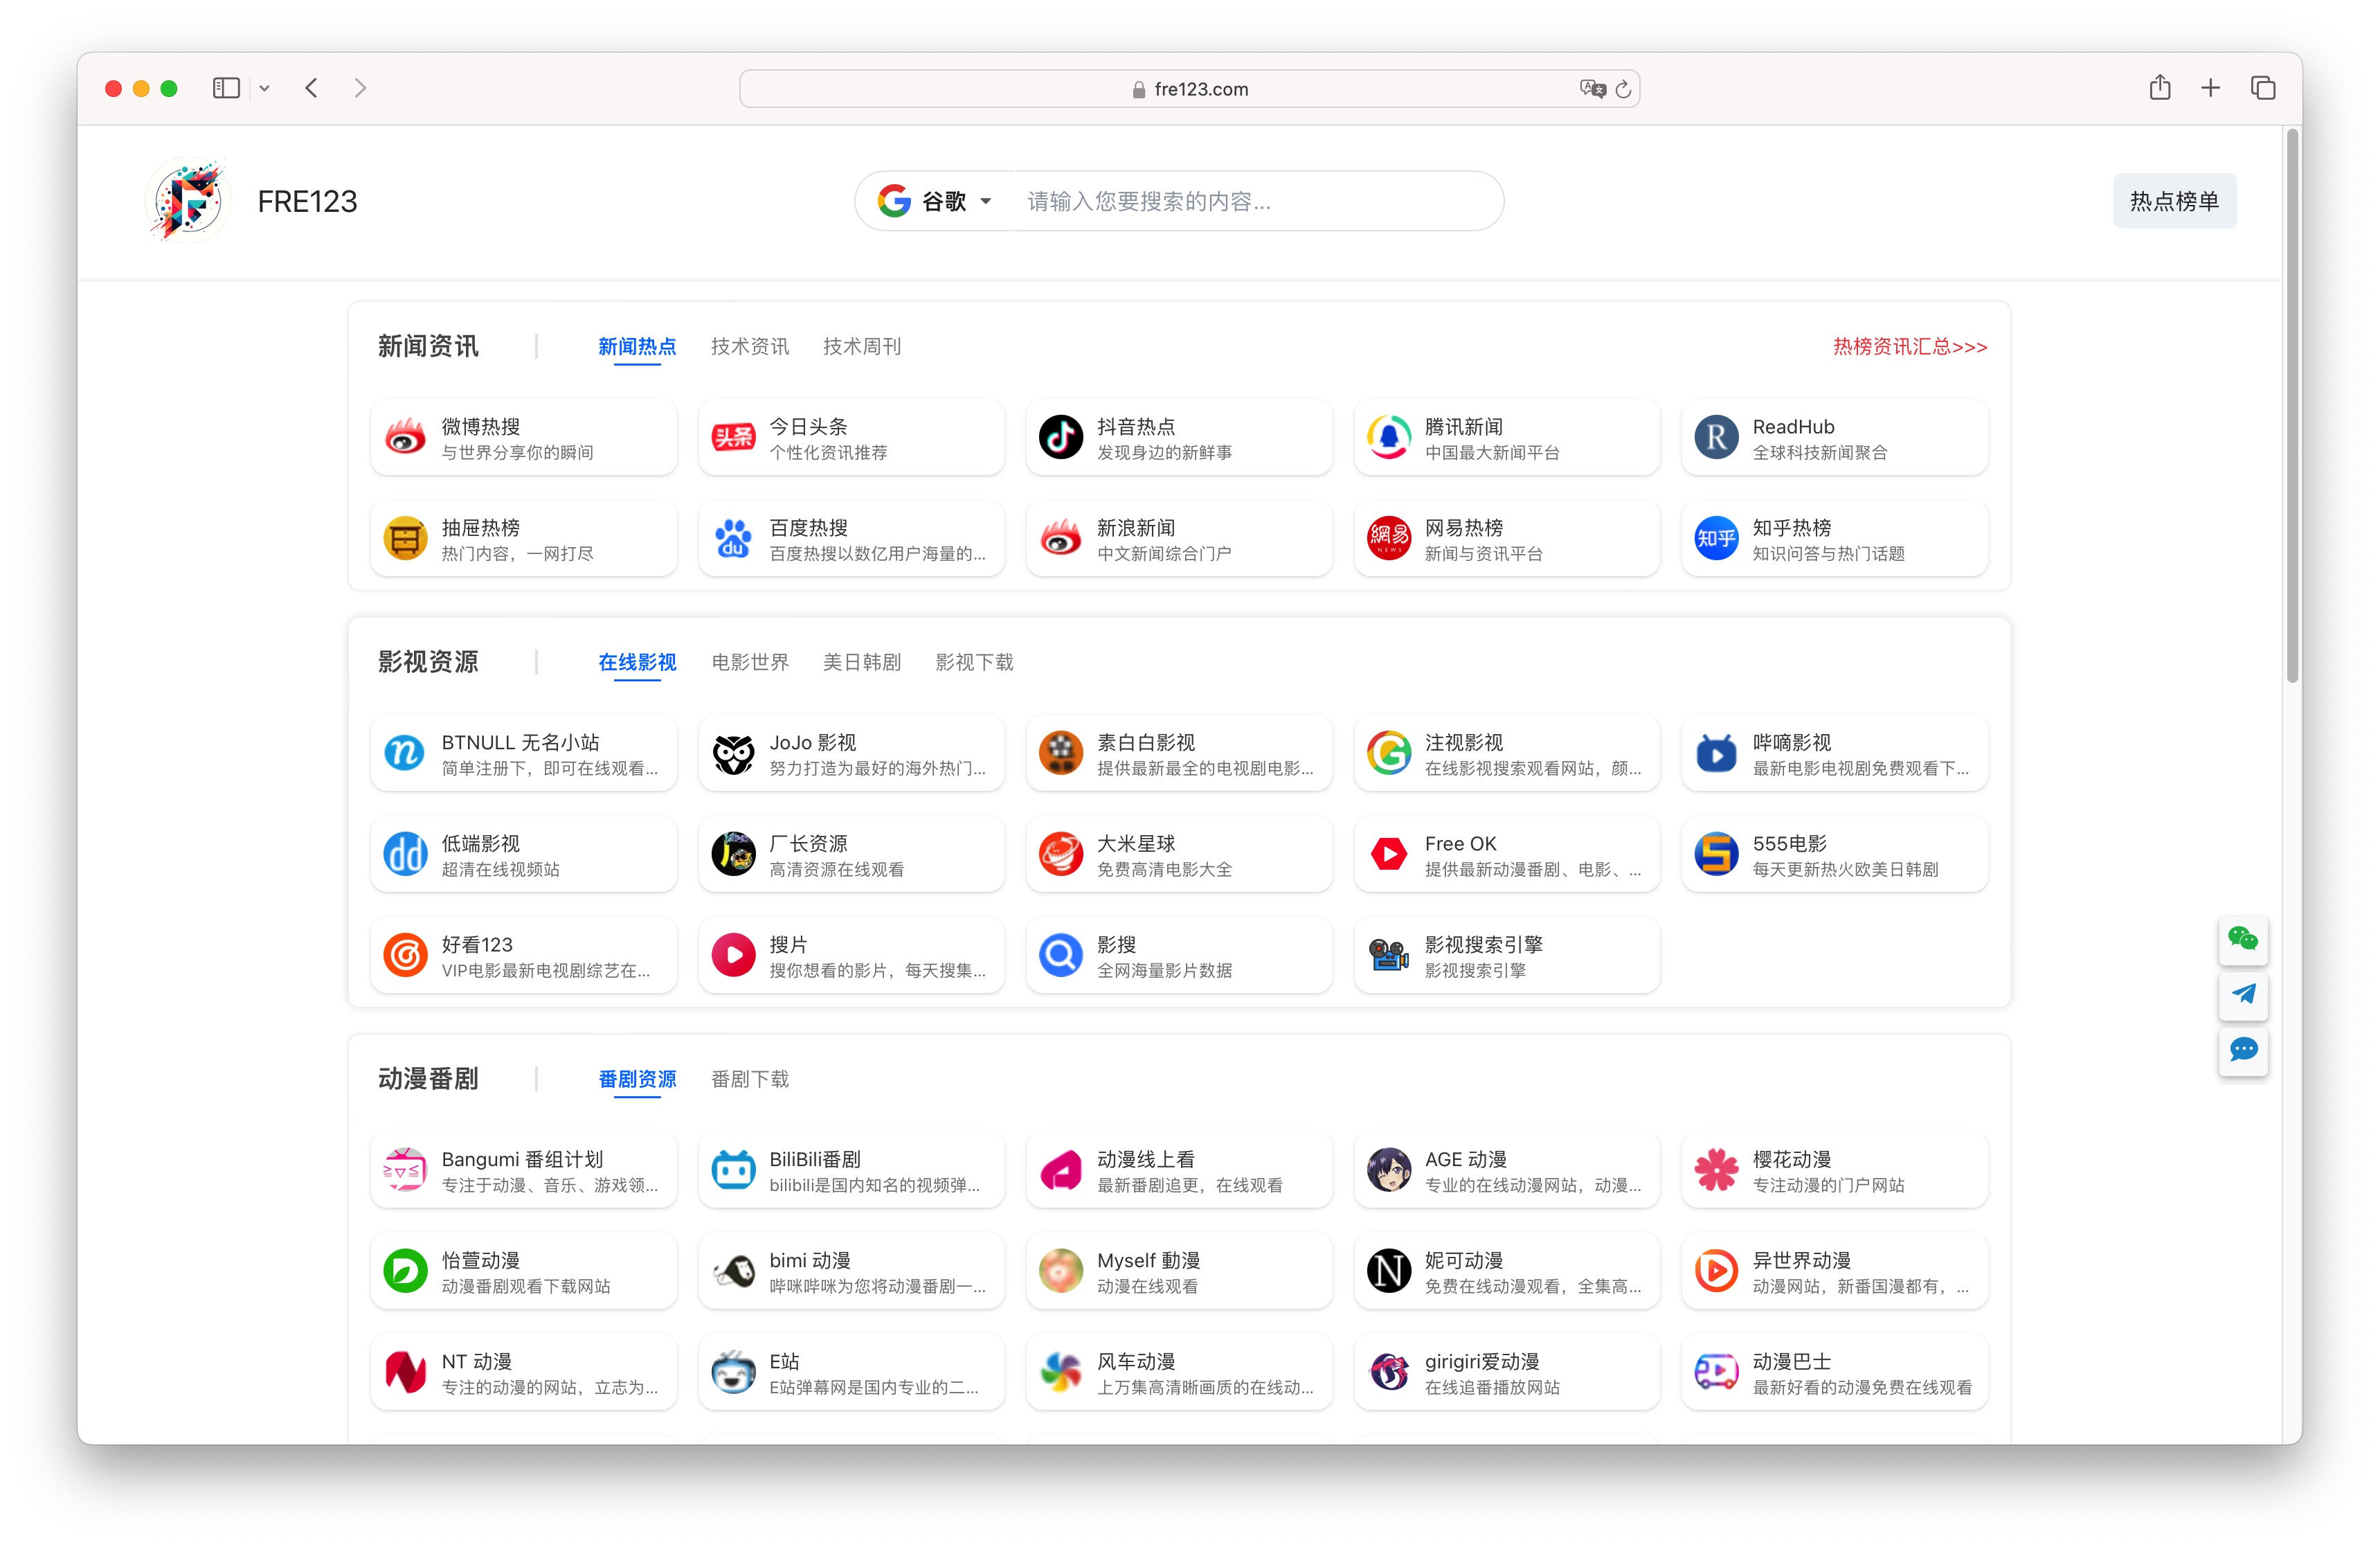 fre123.com
FRE123
谷歌
请输入您要搜索的内容...
热点榜单
新闻资讯
新闻热点
技术资讯
技术周刊
热榜资讯汇总>>>
微博热搜
与世界分享你的瞬间
头条
今日头条
个性化资讯推荐
抖音热点
发现身边的新鲜事
腾讯新闻
中国最大新闻平台
R
ReadHub
全球科技新闻聚合
抽屉热榜
热门内容，一网打尽
du
百度热搜
百度热搜以数亿用户海量的...
新浪新闻
中文新闻综合门户
網易
NEWS
网易热榜
新闻与资讯平台
知乎
知乎热榜
知识问答与热门话题
影视资源
在线影视
电影世界
美日韩剧
影视下载
n
BTNULL 无名小站
简单注册下，即可在线观看...
JoJo 影视
努力打造为最好的海外热门...
素白白影视
提供最新最全的电视剧电影...
G
注视影视
在线影视搜索观看网站，颜...
哔嘀影视
最新电影电视剧免费观看下...
dd
低端影视
超清在线视频站
厂长资源
高清资源在线观看
大米星球
免费高清电影大全
Free OK
提供最新动漫番剧、电影、...
5
555电影
每天更新热火欧美日韩剧
好看123
VIP电影最新电视剧综艺在...
搜片
搜你想看的影片，每天搜集...
影搜
全网海量影片数据
影视搜索引擎
影视搜索引擎
动漫番剧
番剧资源
番剧下载
Bangumi 番组计划
专注于动漫、音乐、游戏领...
BiliBili番剧
bilibili是国内知名的视频弹...
动漫线上看
最新番剧追更，在线观看
AGE 动漫
专业的在线动漫网站，动漫...
樱花动漫
专注动漫的门户网站
怡萱动漫
动漫番剧观看下载网站
bimi 动漫
哔咪哔咪为您将动漫番剧一...
Myself 動漫
动漫在线观看
N
妮可动漫
免费在线动漫观看，全集高...
异世界动漫
动漫网站，新番国漫都有，...
NT 动漫
专注的动漫的网站，立志为...
E站
E站弹幕网是国内专业的二...
风车动漫
上万集高清晰画质的在线动...
girigiri爱动漫
在线追番播放网站
动漫巴士
最新好看的动漫免费在线观看